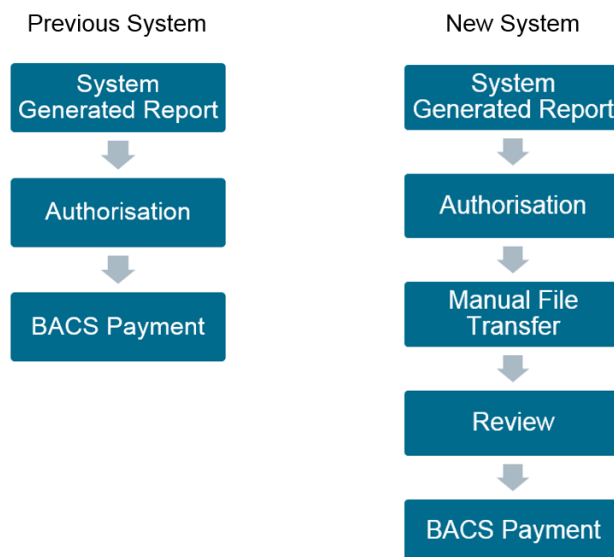 Previous System
System
Generated Report
Authorisation
BACS Payment
New System
System
Generated Report
Authorisation
Manual File
Transfer
Review
BACS Payment